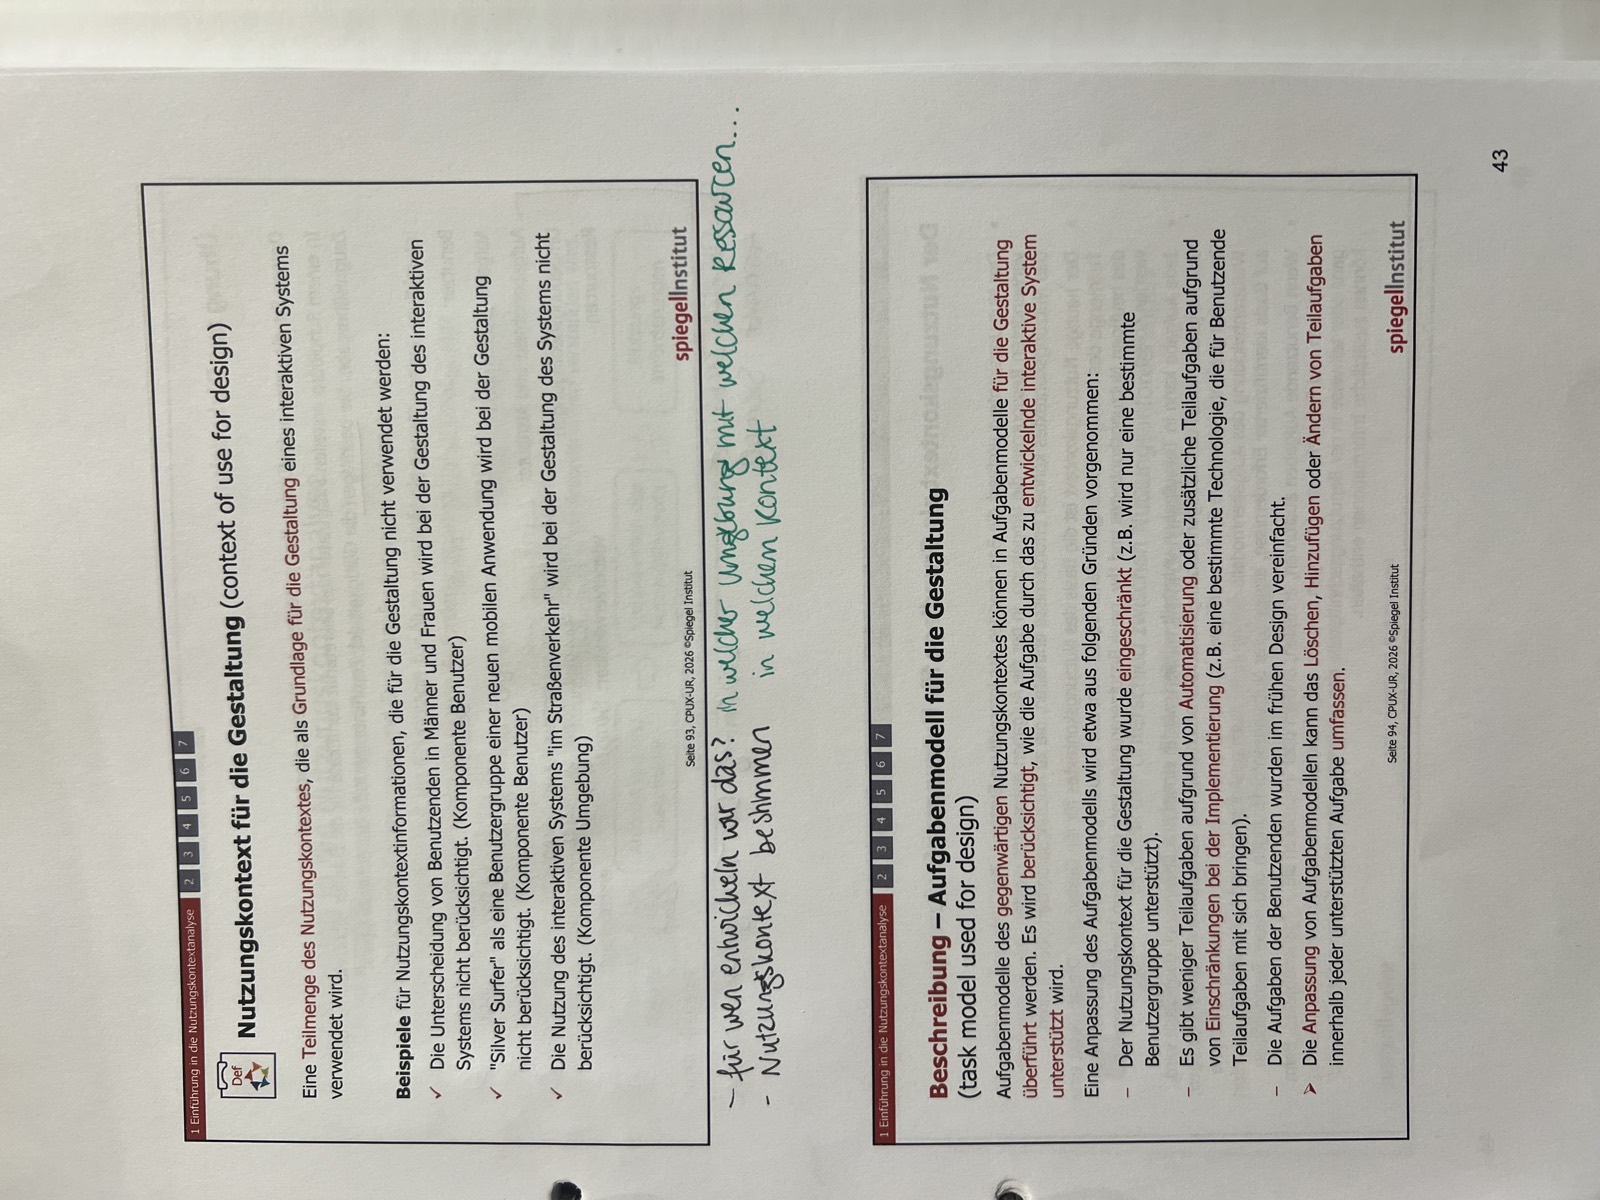 1 Einführung in die Nutzungskontextanalyse 2 3 4 5 6 7
Def
Nutzungskontext für die Gestaltung (context of use for design)
Eine Teilmenge des Nutzungskontextes, die als Grundlage für die Gestaltung eines interaktiven Systems
verwendet wird.
Beispiele für Nutzungskontextinformationen, die für die Gestaltung nicht verwendet werden:
✓ Die Unterscheidung von Benutzenden in Männer und Frauen wird bei der Gestaltung des interaktiven
Systems nicht berücksichtigt. (Komponente Benutzer)
✓ "Silver Surfer" als eine Benutzergruppe einer neuen mobilen Anwendung wird bei der Gestaltung
nicht berücksichtigt. (Komponente Benutzer)
✓ Die Nutzung des interaktiven Systems "im Straßenverkehr" wird bei der Gestaltung des Systems nicht
berücksichtigt. (Komponente Umgebung)
Seite 93, CPUX-UR, 2026 ©Spiegel Institut
spiegelInstitut
- für wen entwickeln wir das? in welcher Umgebung mit welchen Ressourcen...
- Nutzungskontext bestimmen in welchem Kontext
1 Einführung in die Nutzungskontextanalyse 2 3 4 5 6 7
Beschreibung – Aufgabenmodell für die Gestaltung
(task model used for design)
Aufgabenmodelle des gegenwärtigen Nutzungskontextes können in Aufgabenmodelle für die Gestaltung
überführt werden. Es wird berücksichtigt, wie die Aufgabe durch das zu entwickelnde interaktive System
unterstützt wird.
Eine Anpassung des Aufgabenmodells wird etwa aus folgenden Gründen vorgenommen:
– Der Nutzungskontext für die Gestaltung wurde eingeschränkt (z.B. wird nur eine bestimmte
Benutzergruppe unterstützt).
– Es gibt weniger Teilaufgaben aufgrund von Automatisierung oder zusätzliche Teilaufgaben aufgrund
von Einschränkungen bei der Implementierung (z.B. eine bestimmte Technologie, die für Benutzende
Teilaufgaben mit sich bringen).
– Die Aufgaben der Benutzenden wurden im frühen Design vereinfacht.
➢ Die Anpassung von Aufgabenmodellen kann das Löschen, Hinzufügen oder Ändern von Teilaufgaben
innerhalb jeder unterstützten Aufgabe umfassen.
Seite 94, CPUX-UR, 2026 ©Spiegel Institut
spiegelInstitut
43